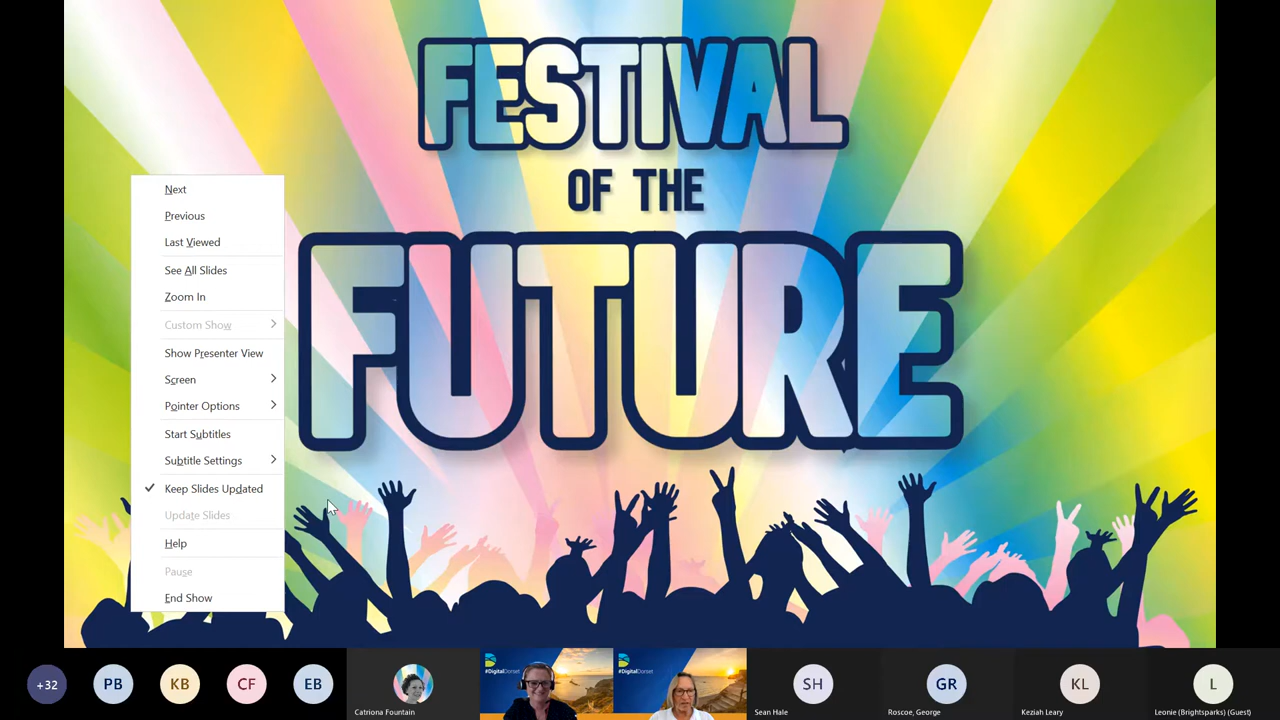 FESTIVAL
OF THE
FUTURE
Next
Previous
Last Viewed
See All Slides
Zoom In
Custom Show
Show Presenter View
Screen
Pointer Options
Start Subtitles
Subtitle Settings
Keep Slides Updated
Update Slides
Help
Pause
End Show
+32
PB
KB
CF
EB
Catriona Fountain
#DigitalDorset
#DigitalDorset
SH
Sean Hale
GR
Roscoe, George
KL
Keziah Leary
L
Leonie (Brightsparks) (Guest)